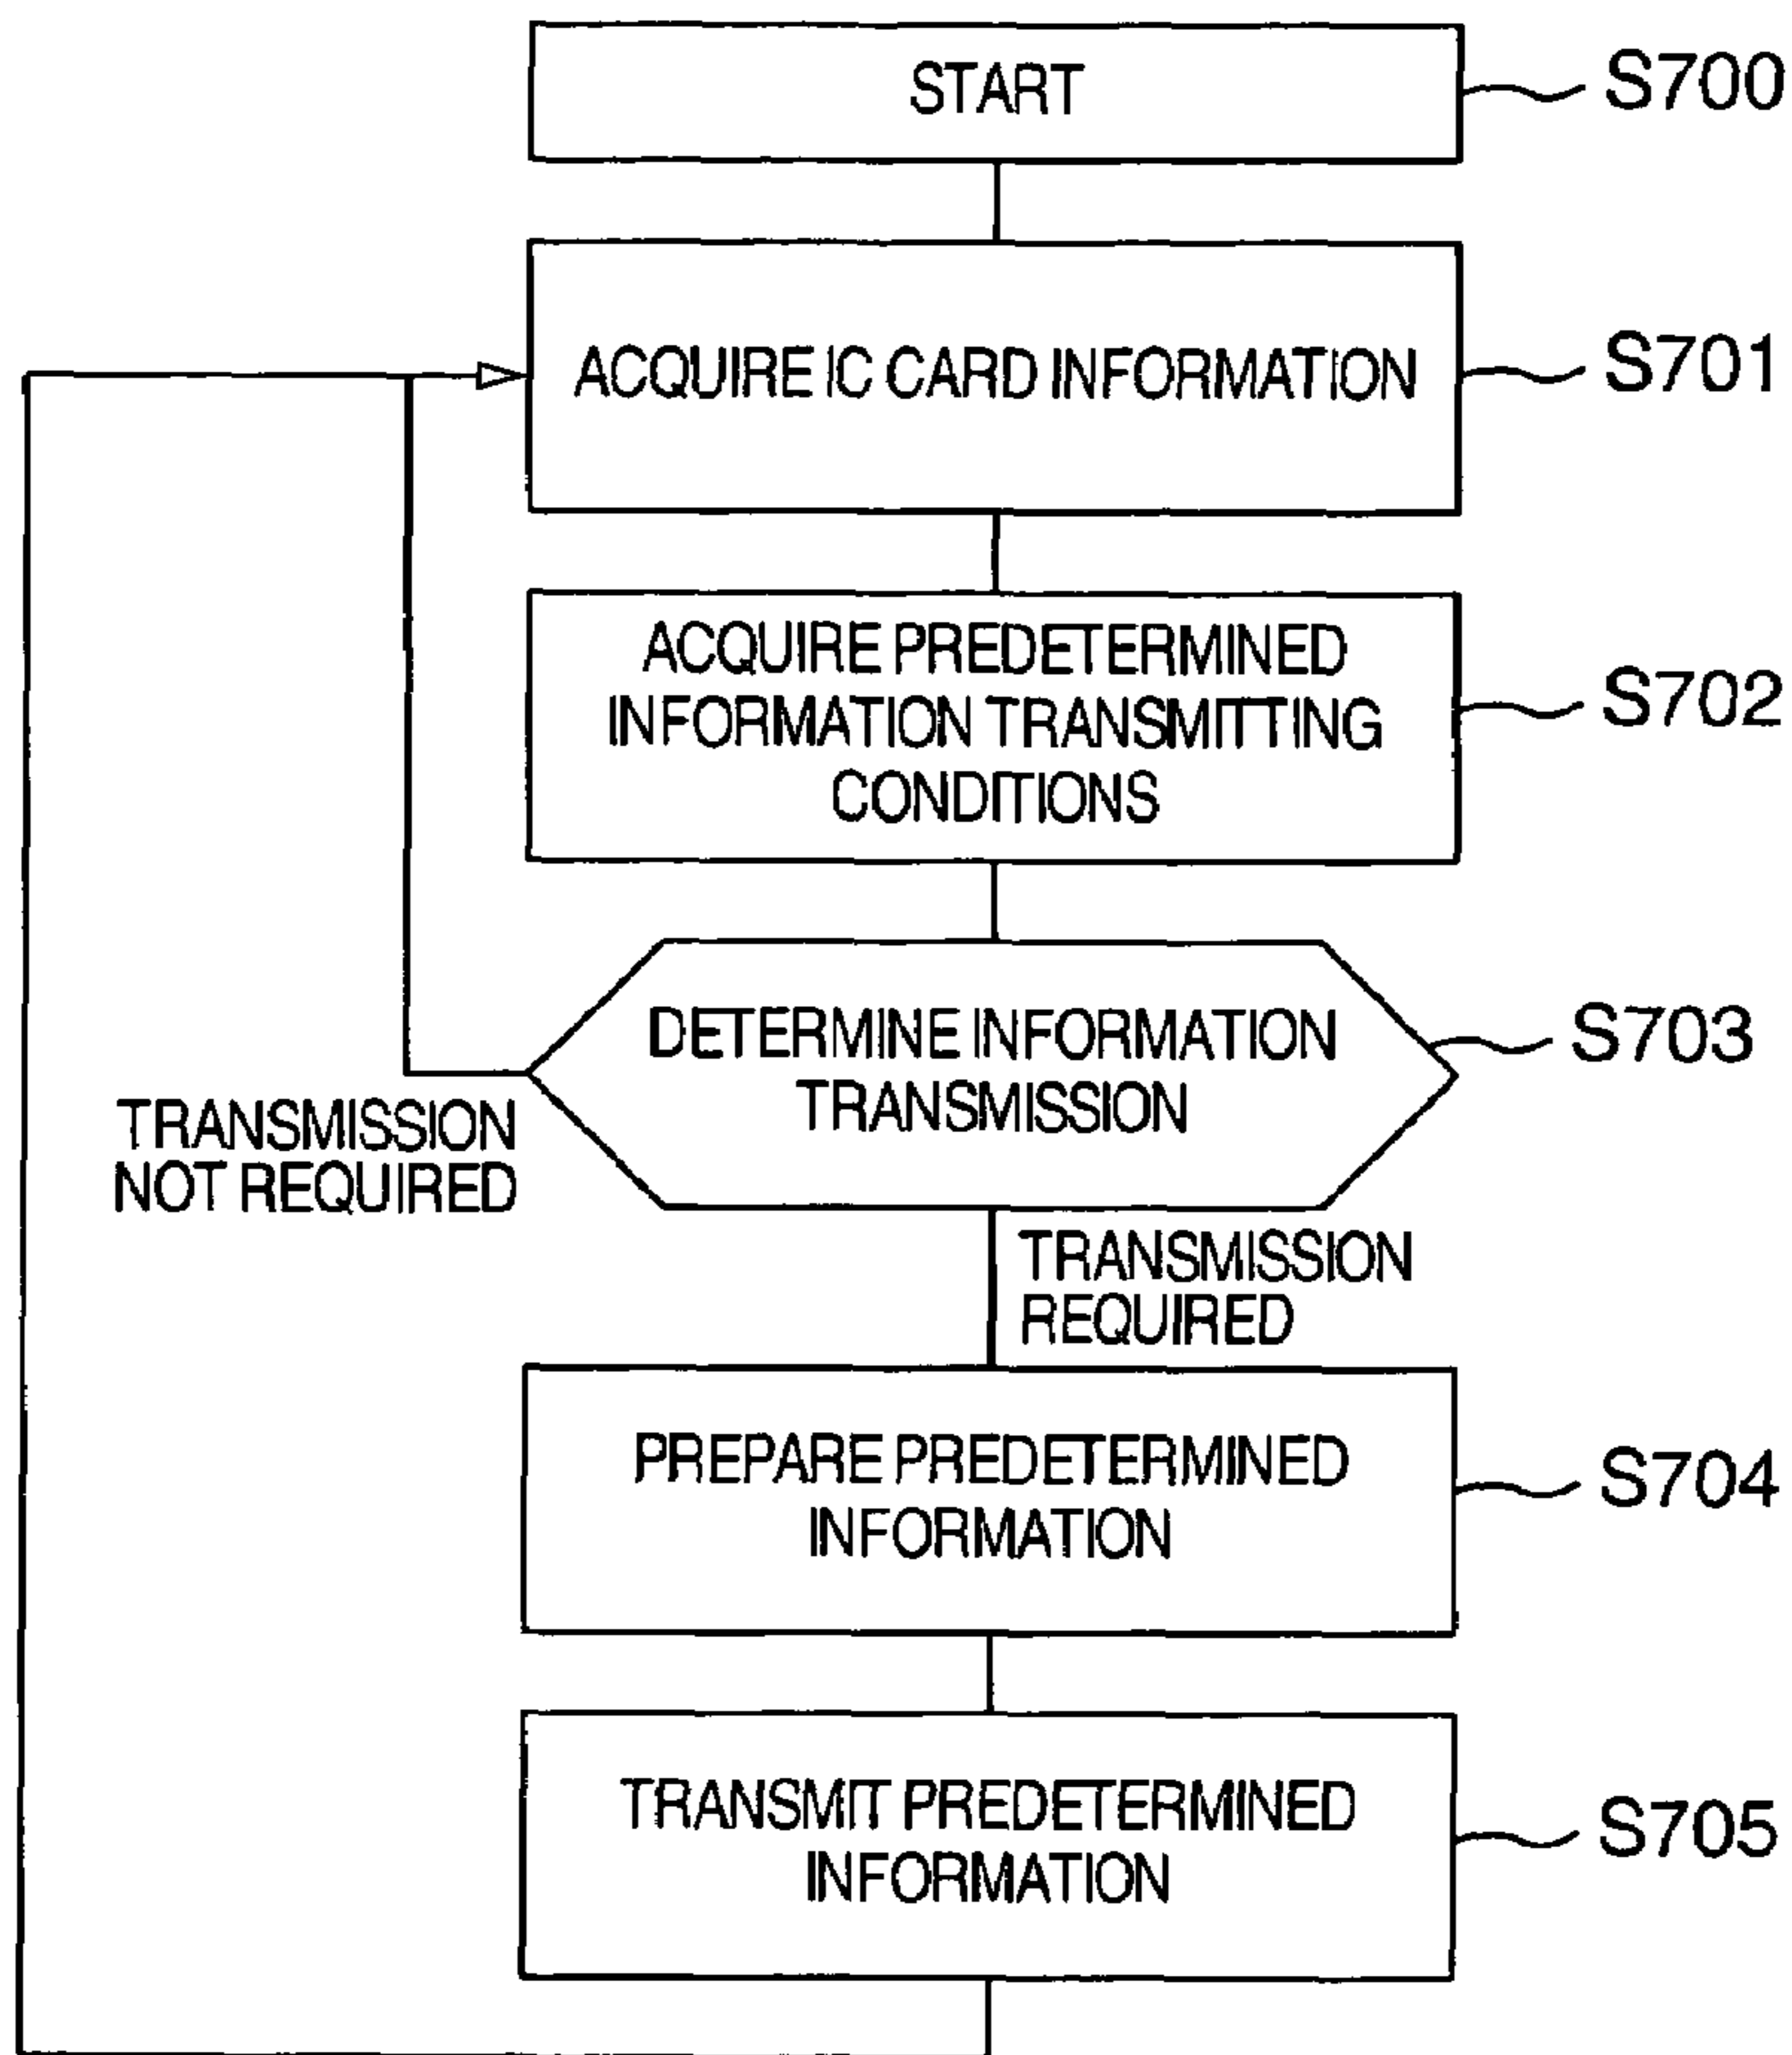 START
S700
ACQUIRE IC CARD INFORMATION
S701
ACQUIRE PREDETERMINED
INFORMATION TRANSMITTING
CONDITIONS
S702
DETERMINE INFORMATION
TRANSMISSION
S703
TRANSMISSION
NOT REQUIRED
TRANSMISSION
REQUIRED
PREPARE PREDETERMINED
INFORMATION
S704
TRANSMIT PREDETERMINED
INFORMATION
S705